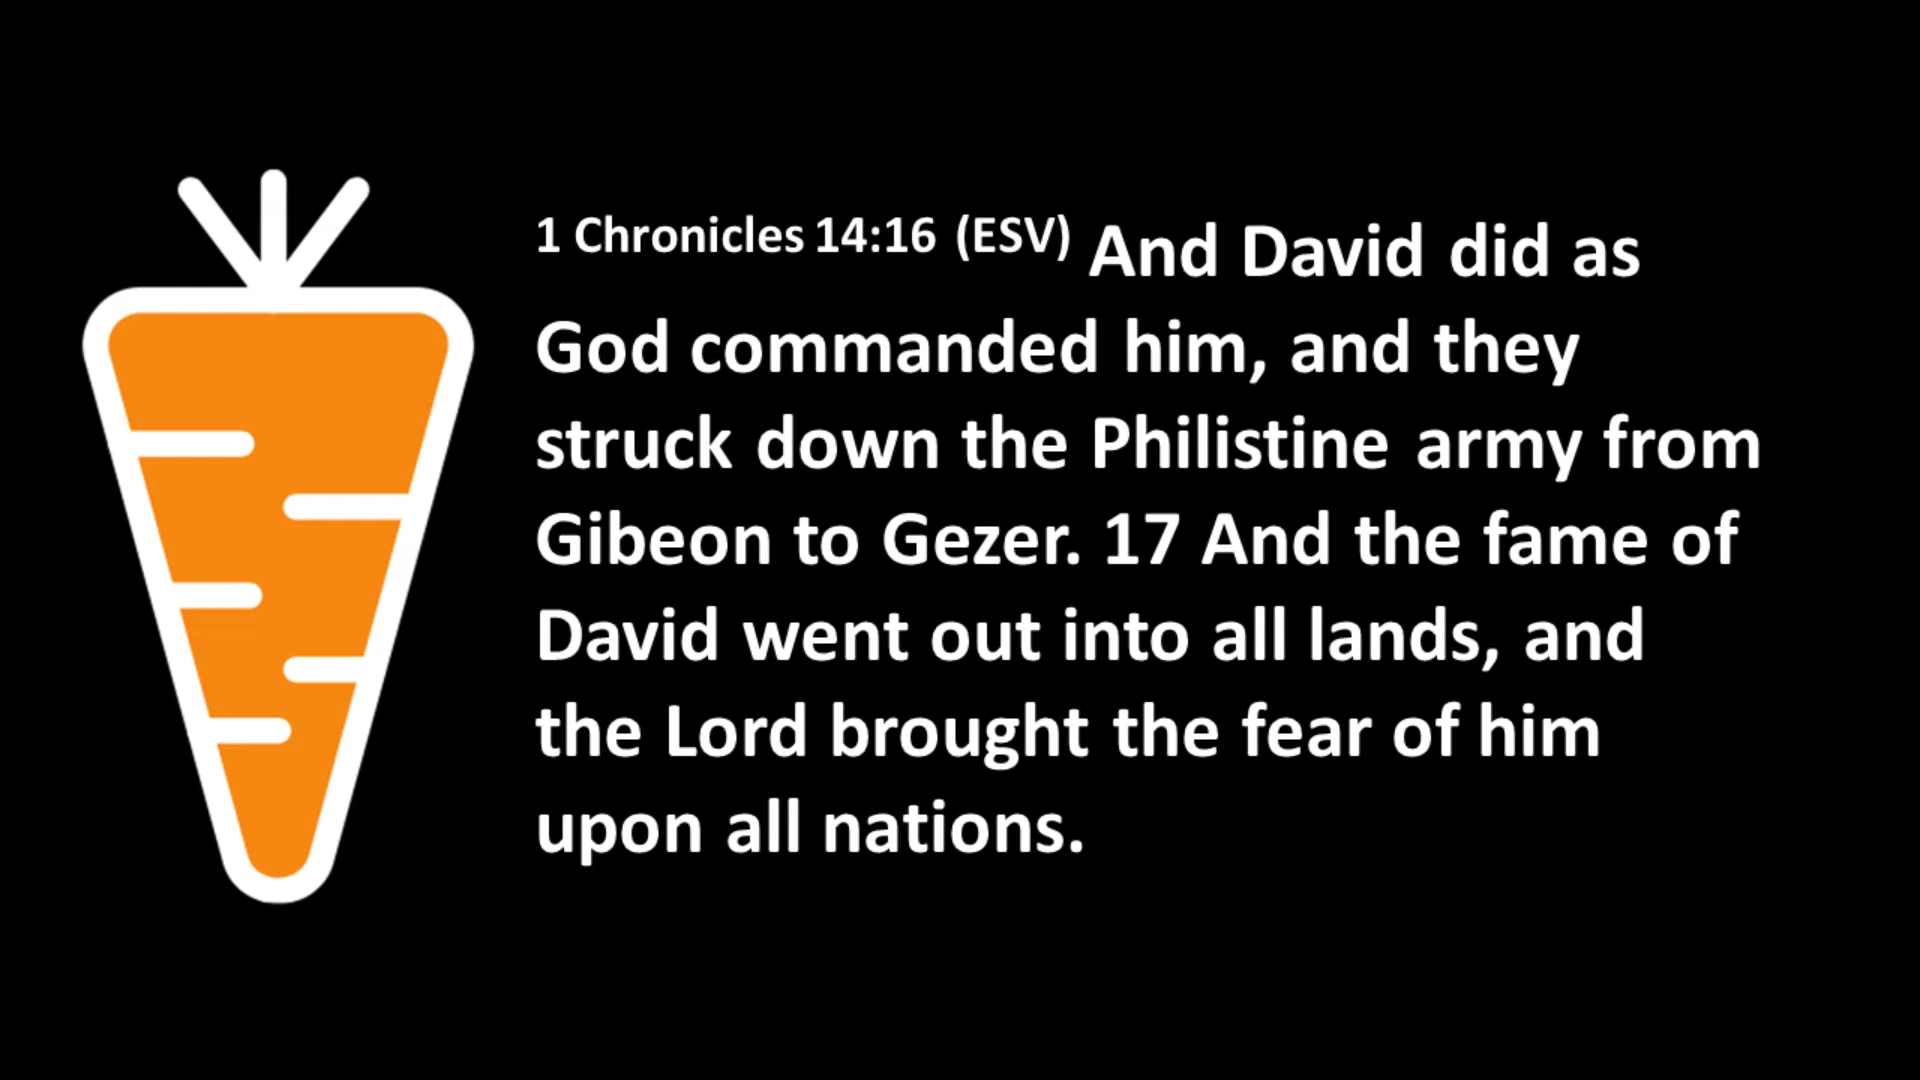 1 Chronicles 14:16 (ESV) And David did as
God commanded him, and they
struck down the Philistine army from
Gibeon to Gezer. 17 And the fame of
David went out into all lands, and
the Lord brought the fear of him
upon all nations.